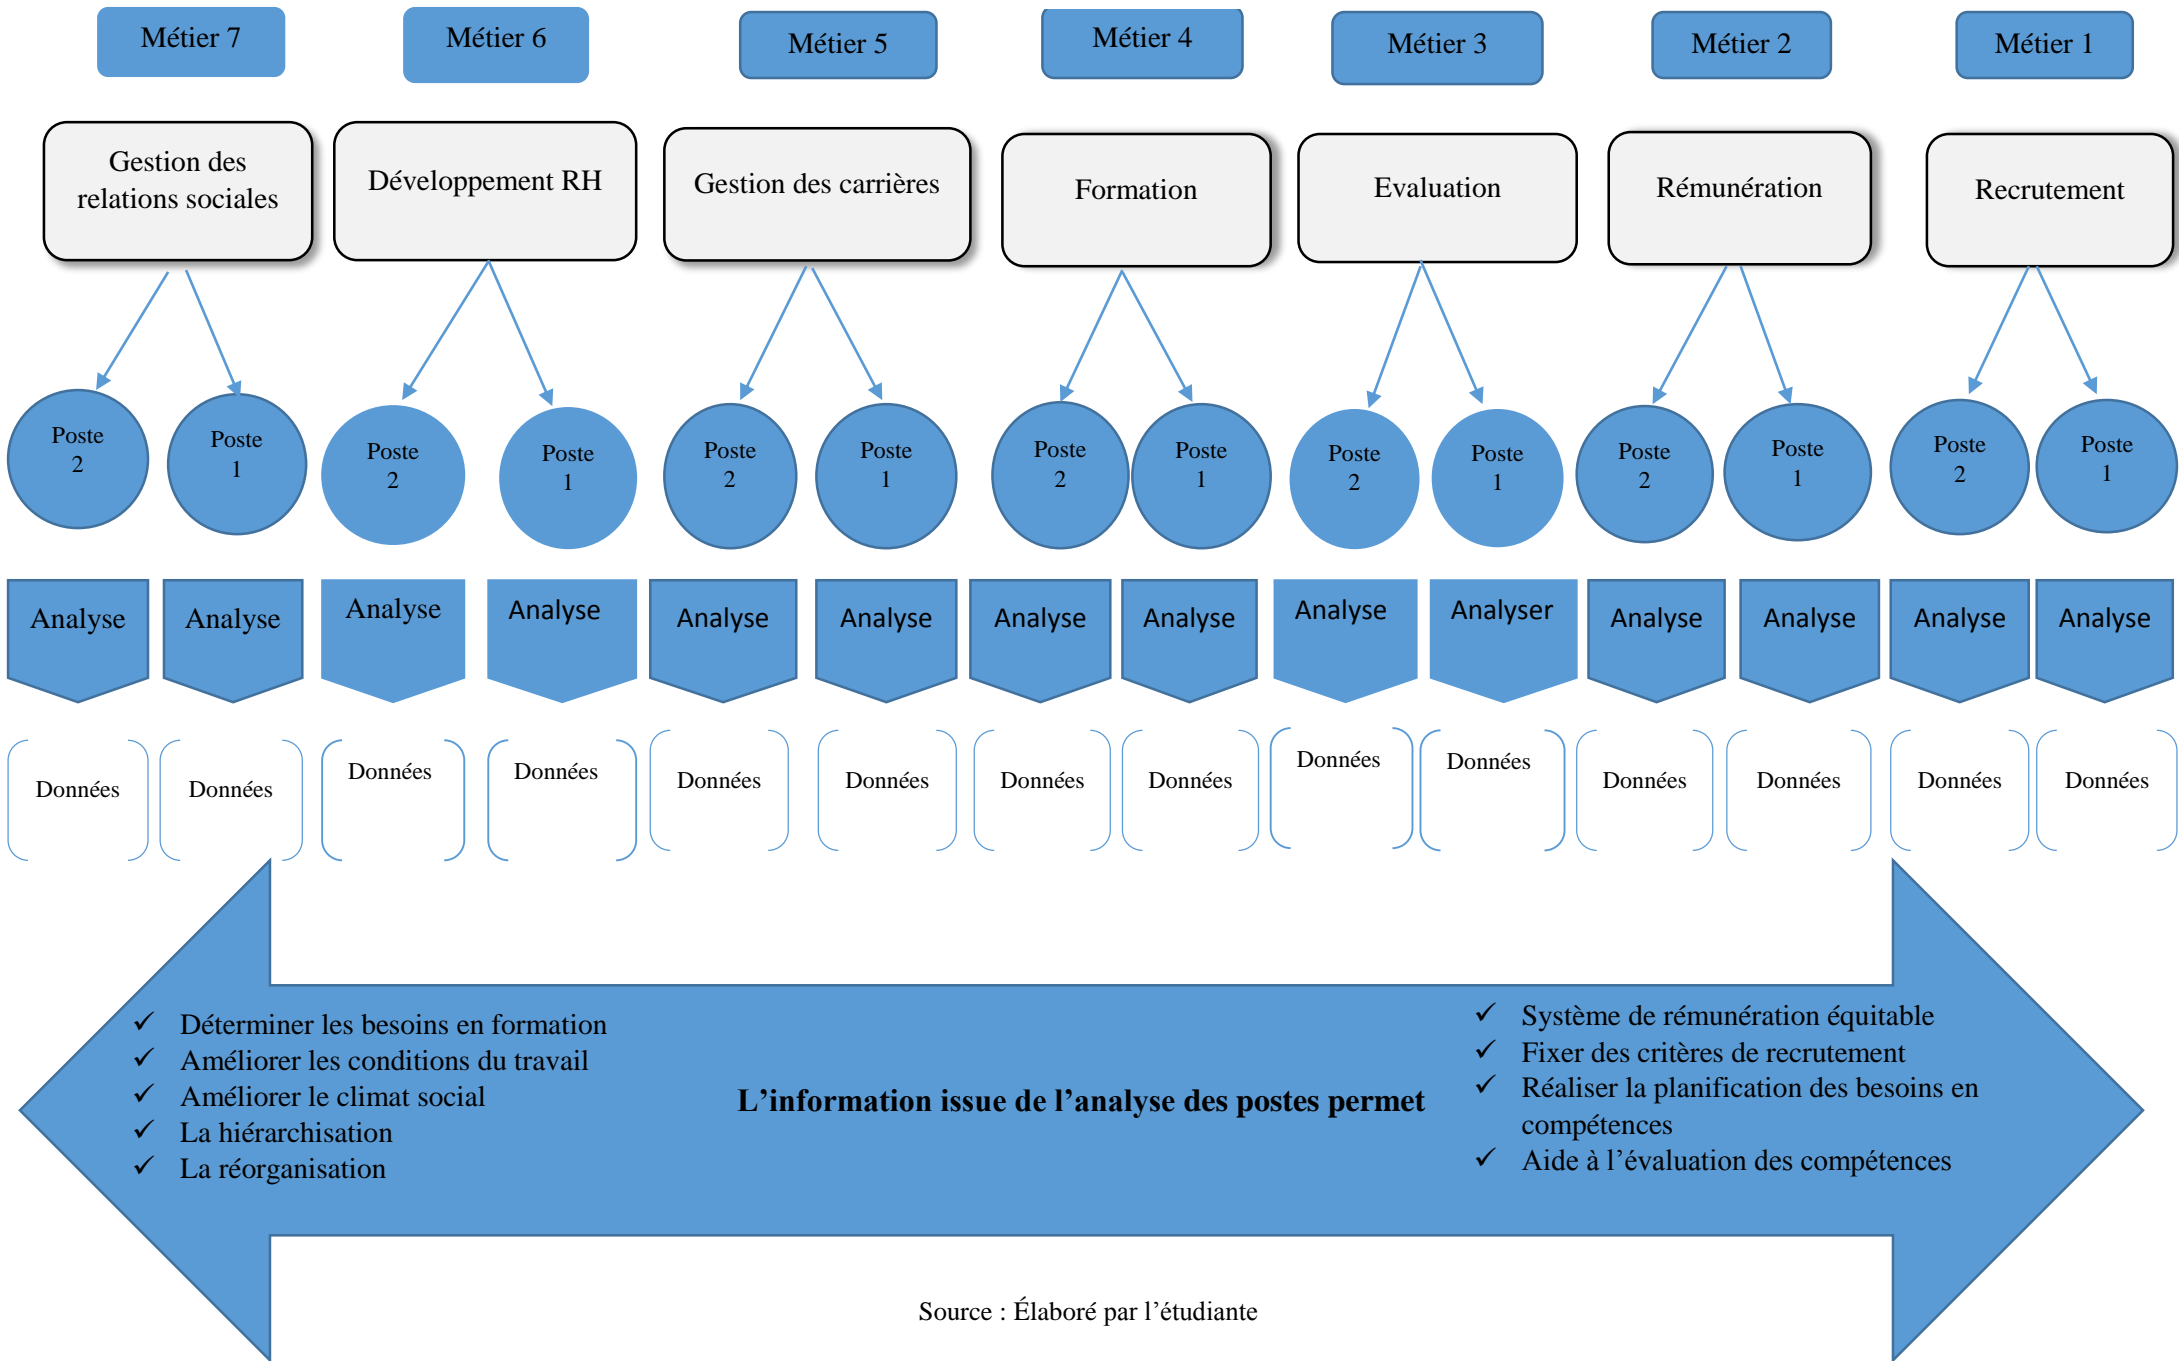 Métier 7
Métier 6
Métier 5
Métier 4
Métier 3
Métier 2
Métier 1
Gestion des
relations sociales
Développement RH
Gestion des carrières
Formation
Evaluation
Rémunération
Recrutement
Poste
2
Poste
1
Poste
2
Poste
1
Poste
2
Poste
1
Poste
2
Poste
1
Poste
2
Poste
1
Poste
2
Poste
1
Poste
2
Poste
1
Analyse
Analyse
Analyse
Analyse
Analyse
Analyse
Analyse
Analyse
Analyse
Analyser
Analyse
Analyse
Analyse
Analyse
Données
Données
Données
Données
Données
Données
Données
Données
Données
Données
Données
Données
Données
Données
✓ Déterminer les besoins en formation
✓ Améliorer les conditions du travail
✓ Améliorer le climat social
✓ La hiérarchisation
✓ La réorganisation
L’information issue de l’analyse des postes permet
✓ Système de rémunération équitable
✓ Fixer des critères de recrutement
✓ Réaliser la planification des besoins en
compétences
✓ Aide à l’évaluation des compétences
Source : Élaboré par l’étudiante